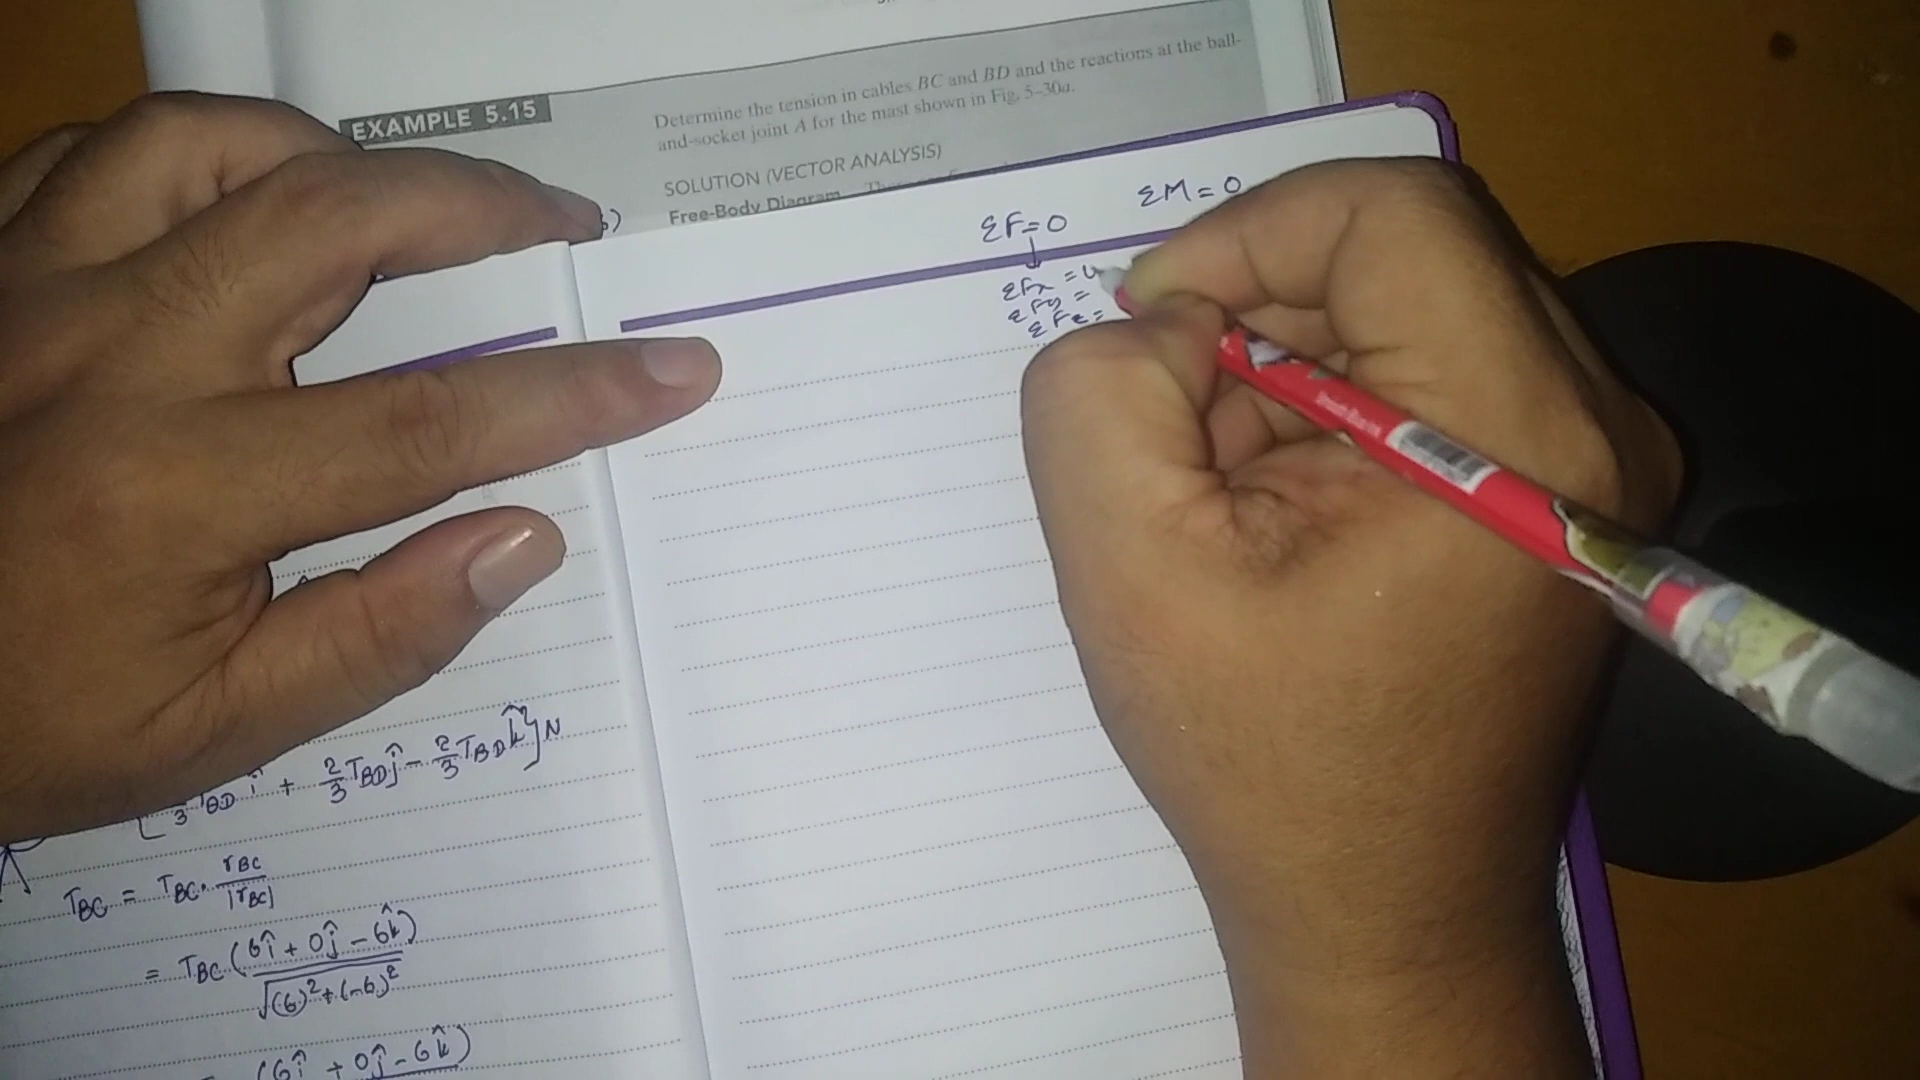 EXAMPLE 5.15
Determine the tension in cables BC and BD and the reactions at the ball-
and-socket joint A for the mast shown in Fig. 5–30a.
SOLUTION (VECTOR ANALYSIS)
Free-Body Diagram.
ΣF=0
ΣM=0
ΣFx =
ΣFy =
ΣFz =
3 TBD î + 2/3 TBD ĵ - 2/3 TBD k̂] N
TBC = TBC . rBC/|rBC|
= TBC (6î + 0ĵ - 6k̂)/√(6)²+(-6)²
(6î + 0ĵ - 6k̂)